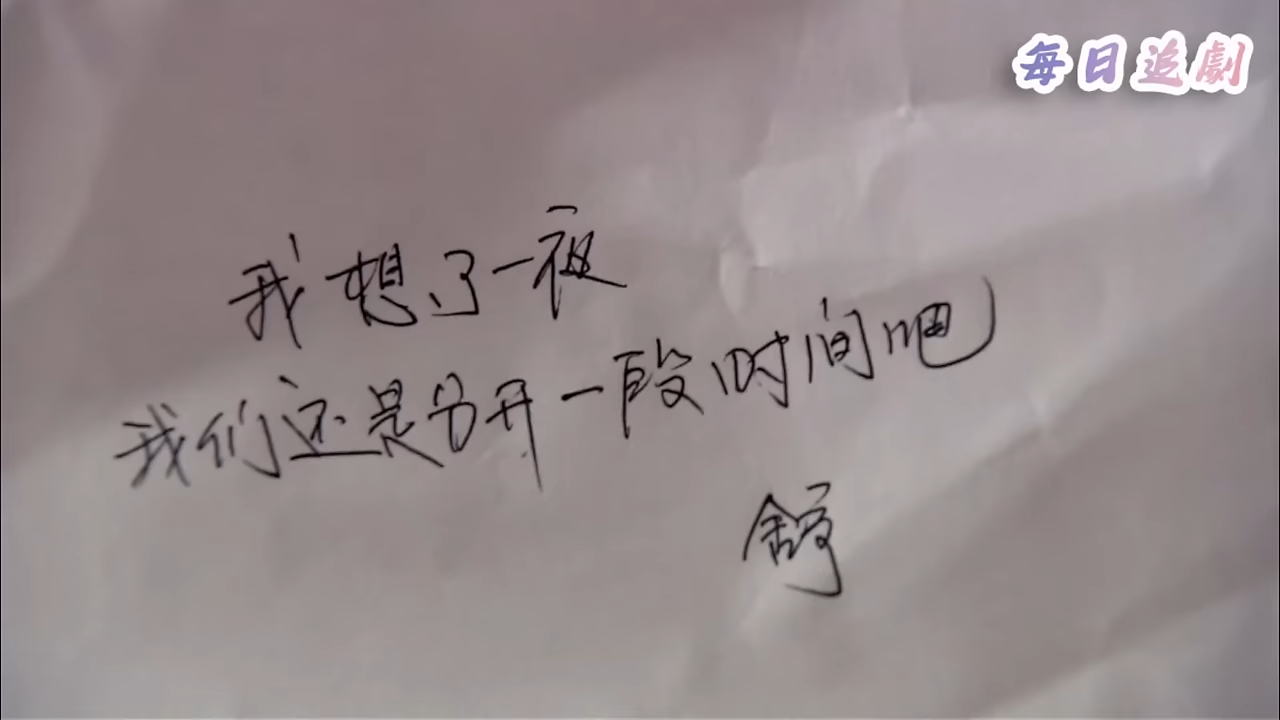 每日追劇
我想了一夜
我们还是分开一段时间吧
舒